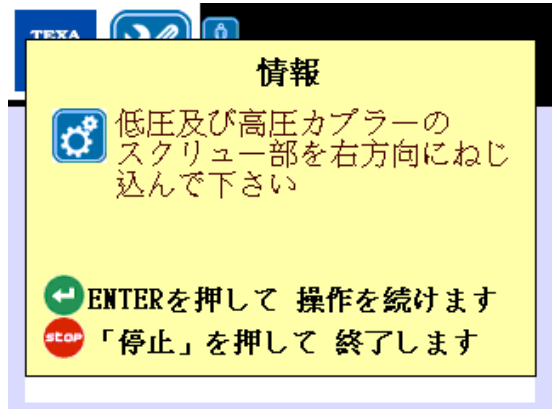 TEXA
情報
低圧及び高圧カプラーの
スクリュー部を右方向にねじ
込んで下さい
ENTERを押して 操作を続けます
STOP「停止」を押して 終了します